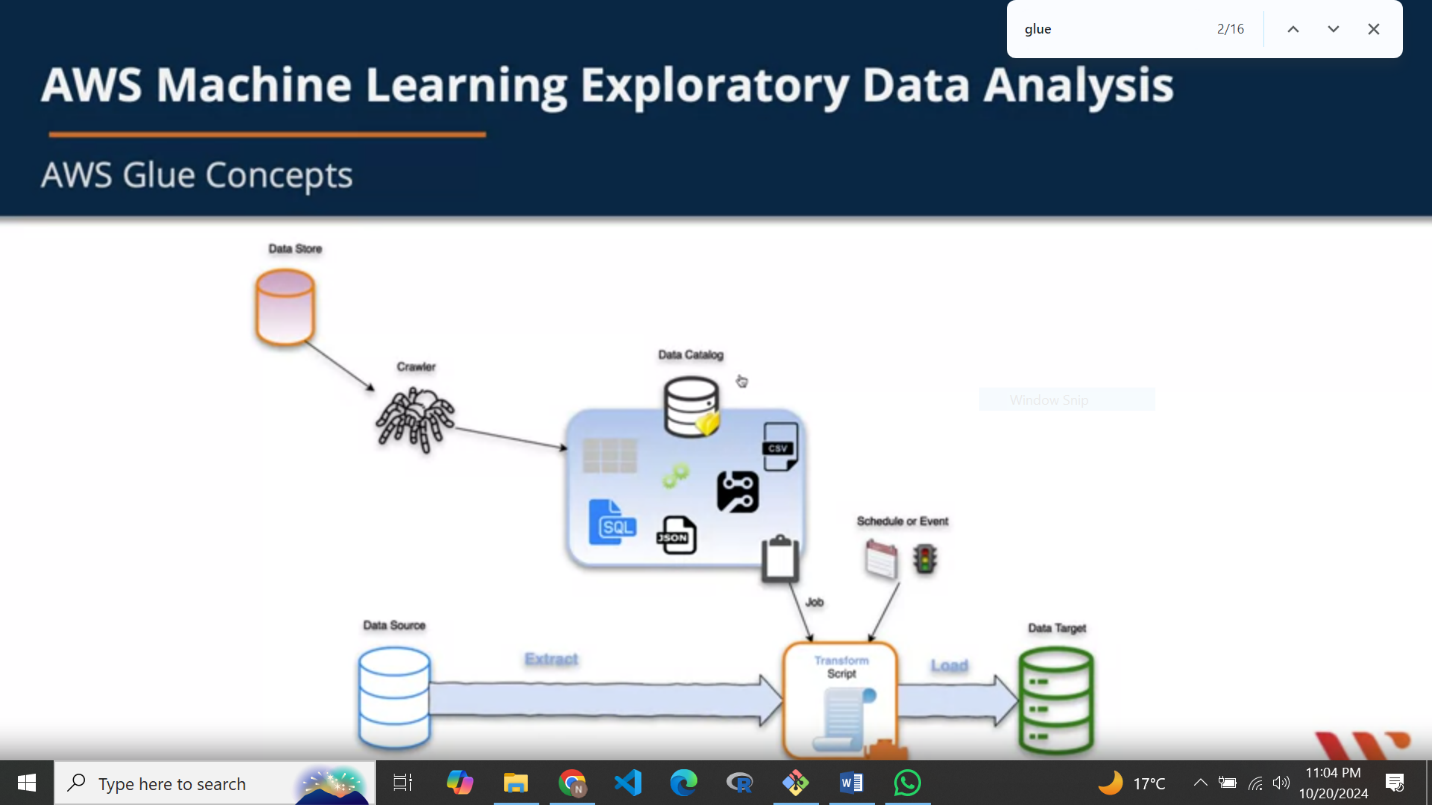 glue
2/16
AWS Machine Learning Exploratory Data Analysis
AWS Glue Concepts
Data Store
Crawler
Data Catalog
Window Snip
CSV
SQL
JSON
Schedule or Event
Job
Data Source
Data Target
Extract
Transform
Script
Load
Type here to search
N
R
W
17°C
11:04 PM
10/20/2024